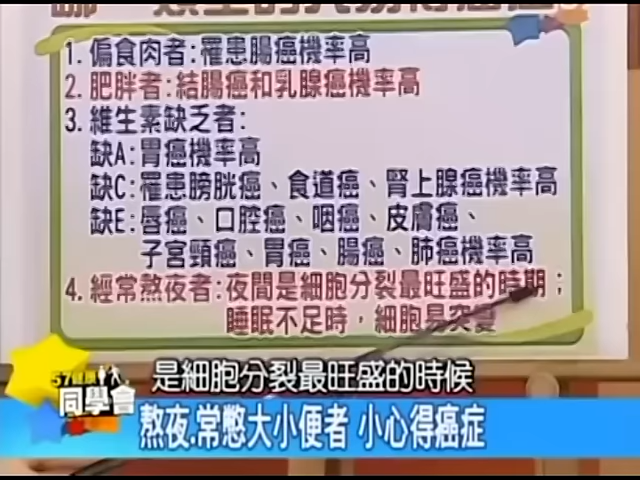 1. 偏食肉者:罹患腸癌機率高
2. 肥胖者:結腸癌和乳腺癌機率高
3. 維生素缺乏者:
缺A:胃癌機率高
缺C:罹患膀胱癌、食道癌、腎上腺癌機率高
缺E:唇癌、口腔癌、咽癌、皮膚癌、
子宮頸癌、胃癌、腸癌、肺癌機率高
4. 經常熬夜者:夜間是細胞分裂最旺盛的時期;
睡眠不足時，細胞易突變
是細胞分裂最旺盛的時候
57健康
同學會
熬夜.常憋大小便者 小心得癌症